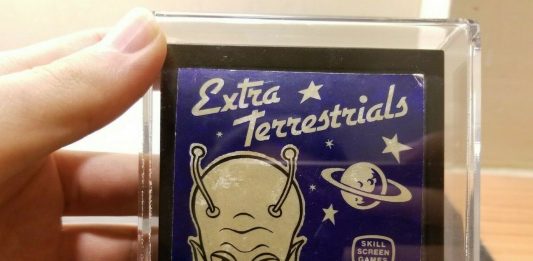 Extra
Terrestrials
SKILL
SCREEN
GAMES